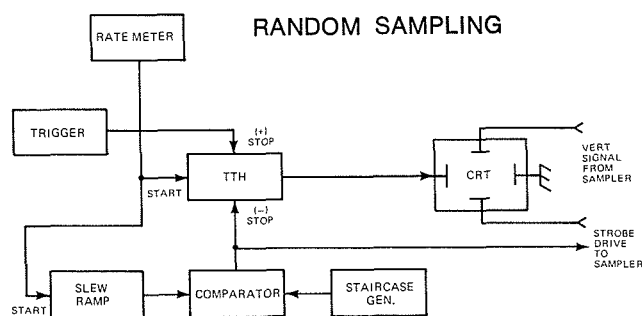 RANDOM SAMPLING
RATE METER
TRIGGER
(+)
STOP
START
TTH
(—)
STOP
CRT
VERT
SIGNAL
FROM
SAMPLER
STROBE
DRIVE
TO
SAMPLER
START
SLEW
RAMP
COMPARATOR
STAIRCASE
GEN.